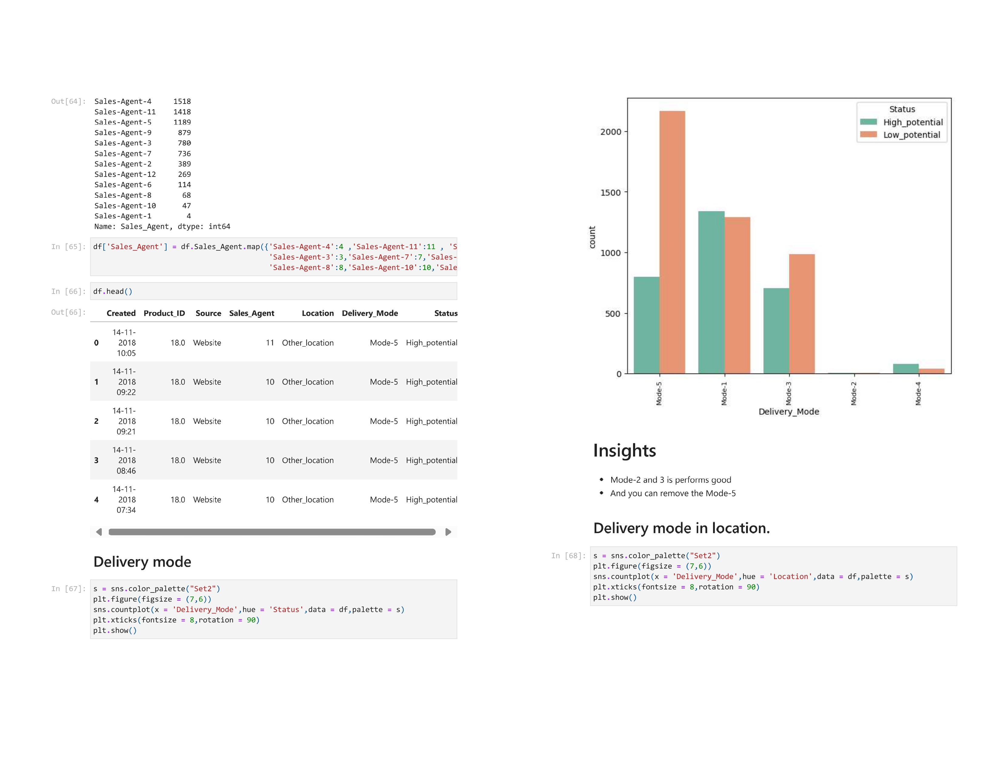 Out[64]: Sales-Agent-4 1518
Sales-Agent-11 1418
Sales-Agent-5 1189
Sales-Agent-9 879
Sales-Agent-3 780
Sales-Agent-7 736
Sales-Agent-2 389
Sales-Agent-12 269
Sales-Agent-6 114
Sales-Agent-8 68
Sales-Agent-10 47
Sales-Agent-1 4
Name: Sales_Agent, dtype: int64
In [65]: df['Sales_Agent'] = df.Sales_Agent.map({'Sales-Agent-4':4 ,'Sales-Agent-11':11 , 'S
'Sales-Agent-3':3,'Sales-Agent-7':7,'Sales-
'Sales-Agent-8':8,'Sales-Agent-10':10,'Sale
In [66]: df.head()
Out[66]: Created Product_ID Source Sales_Agent Location Delivery_Mode Status
14-11-
0 2018 18.0 Website 11 Other_location Mode-5 High_potential
10:05
14-11-
1 2018 18.0 Website 10 Other_location Mode-5 High_potential
09:22
14-11-
2 2018 18.0 Website 10 Other_location Mode-5 High_potential
09:21
14-11-
3 2018 18.0 Website 10 Other_location Mode-5 High_potential
08:46
14-11-
4 2018 18.0 Website 10 Other_location Mode-5 High_potential
07:34
Delivery mode
In [67]: s = sns.color_palette("Set2")
plt.figure(figsize = (7,6))
sns.countplot(x = 'Delivery_Mode',hue = 'Status',data = df,palette = s)
plt.xticks(fontsize = 8,rotation = 90)
plt.show()
Status
High_potential
Low_potential
2000
1500
1000
500
0
count
Mode-5
Mode-1
Mode-3
Mode-2
Mode-4
Delivery_Mode
Insights
• Mode-2 and 3 is performs good
• And you can remove the Mode-5
Delivery mode in location.
In [68]: s = sns.color_palette("Set2")
plt.figure(figsize = (7,6))
sns.countplot(x = 'Delivery_Mode',hue = 'Location',data = df,palette = s)
plt.xticks(fontsize = 8,rotation = 90)
plt.show()